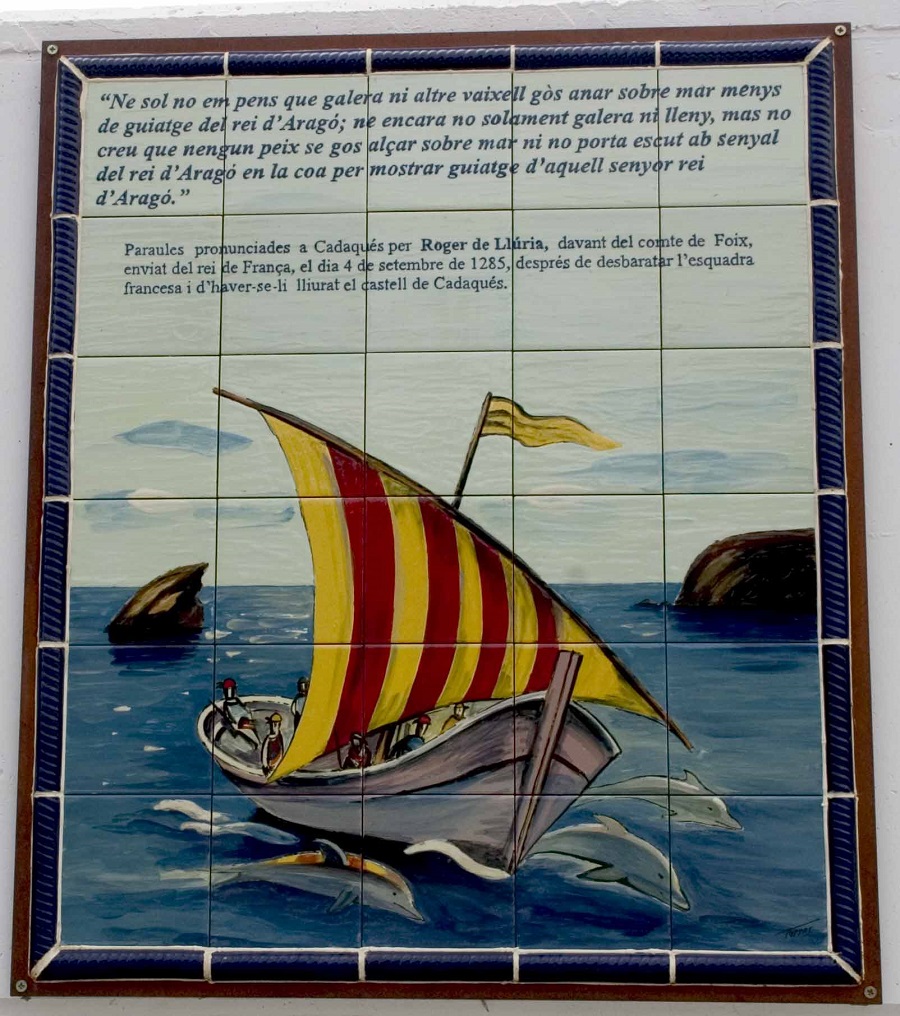 “Ne sol no em pens que galera ni altre vaixell gòs anar sobre mar menys
de guiatge del rei d’Aragó; ne encara no solament galera ni lleny, mas no
creu que nengun peix se gos alçar sobre mar ni no porta escut ab senyal
del rei d’Aragó en la coa per mostrar guiatge d’aquell senyor rei
d’Aragó.”
Paraules pronunciades a Cadaqués per Roger de Llúria, davant del comte de Foix,
enviat del rei de França, el dia 4 de setembre de 1285, després de desbaratar l’esquadra
francesa i d’haver-se-li lliurat el castell de Cadaqués.